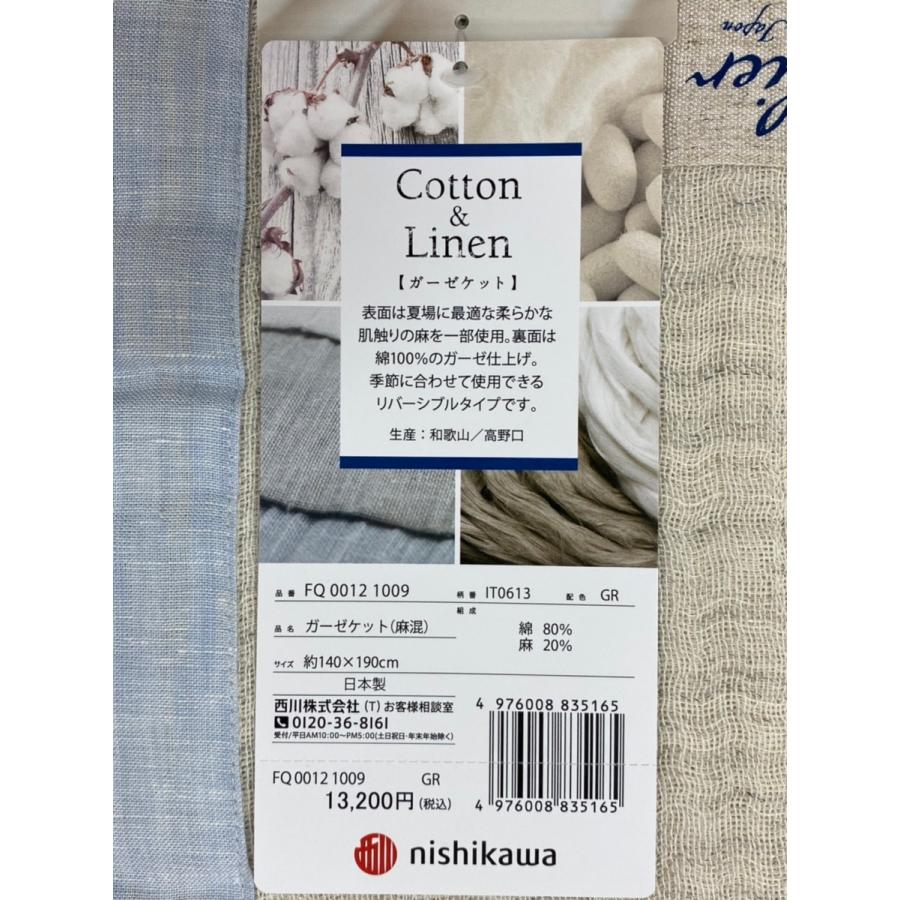 Japon
Cotton
&
Linen
【ガーゼケット】
表面は夏場に最適な柔らかな
肌触りの麻を一部使用。裏面は
綿100%のガーゼ仕上げ。
季節に合わせて使用できる
リバーシブルタイプです。
生産：和歌山／高野口
品番 FQ 0012 1009 柄番 IT0613 配色 GR
組成
品名 ガーゼケット(麻混) 綿 80%
麻 20%
サイズ 約140×190cm
日本製
西川株式会社 (T) お客様相談室
0120-36-8161
受付/平日AM10:00〜PM5:00(土日祝日・年末年始除く)
4 976008 835165
FQ 0012 1009 GR
13,200円 (税込)
4 976008 835165
西川 nishikawa